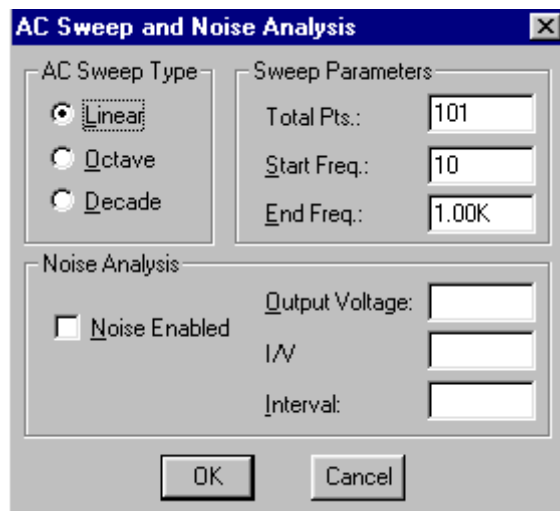 AC Sweep and Noise Analysis
AC Sweep Type
Linear
Octave
Decade
Sweep Parameters
Total Pts.: 101
Start Freq.: 10
End Freq.: 1.00K
Noise Analysis
Noise Enabled
Output Voltage:
I/V
Interval:
OK Cancel